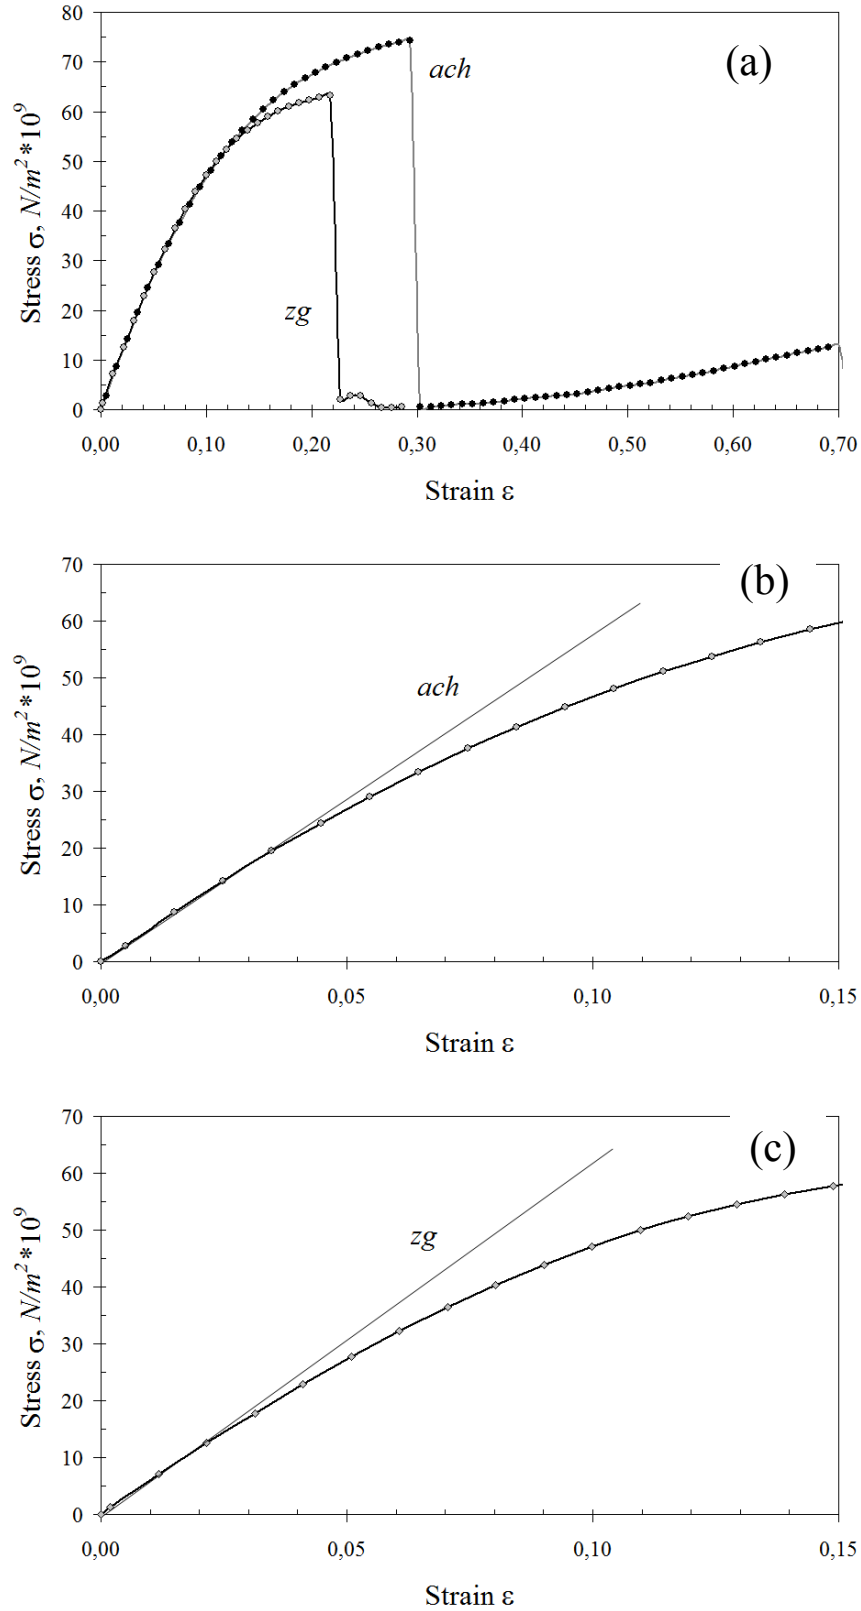 80
70
60
50
40
30
20
10
0
Stress σ, N/m²*10⁹
(a)
ach
zg
0,00 0,10 0,20 0,30 0,40 0,50 0,60 0,70
Strain ε
70
60
50
40
30
20
10
0
Stress σ, N/m²*10⁹
(b)
ach
0,00 0,05 0,10 0,15
Strain ε
70
60
50
40
30
20
10
0
Stress σ, N/m²*10⁹
(c)
zg
0,00 0,05 0,10 0,15
Strain ε